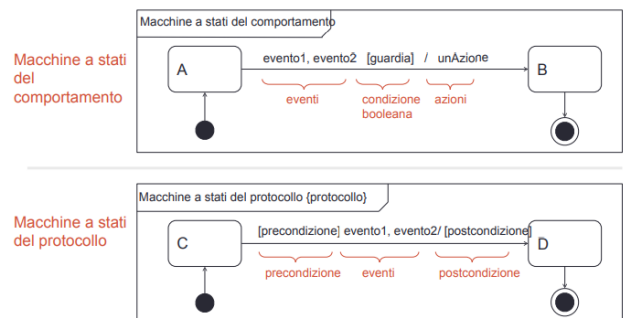 Macchine a stati del comportamento
Macchine a stati
del
comportamento
A
evento1, evento2 [guardia] / unAzione
B
eventi
condizione
booleana
azioni
Macchine a stati del protocollo {protocollo}
Macchine a stati
del protocollo
C
[precondizione] evento1, evento2/ [postcondizione]
D
precondizione
eventi
postcondizione